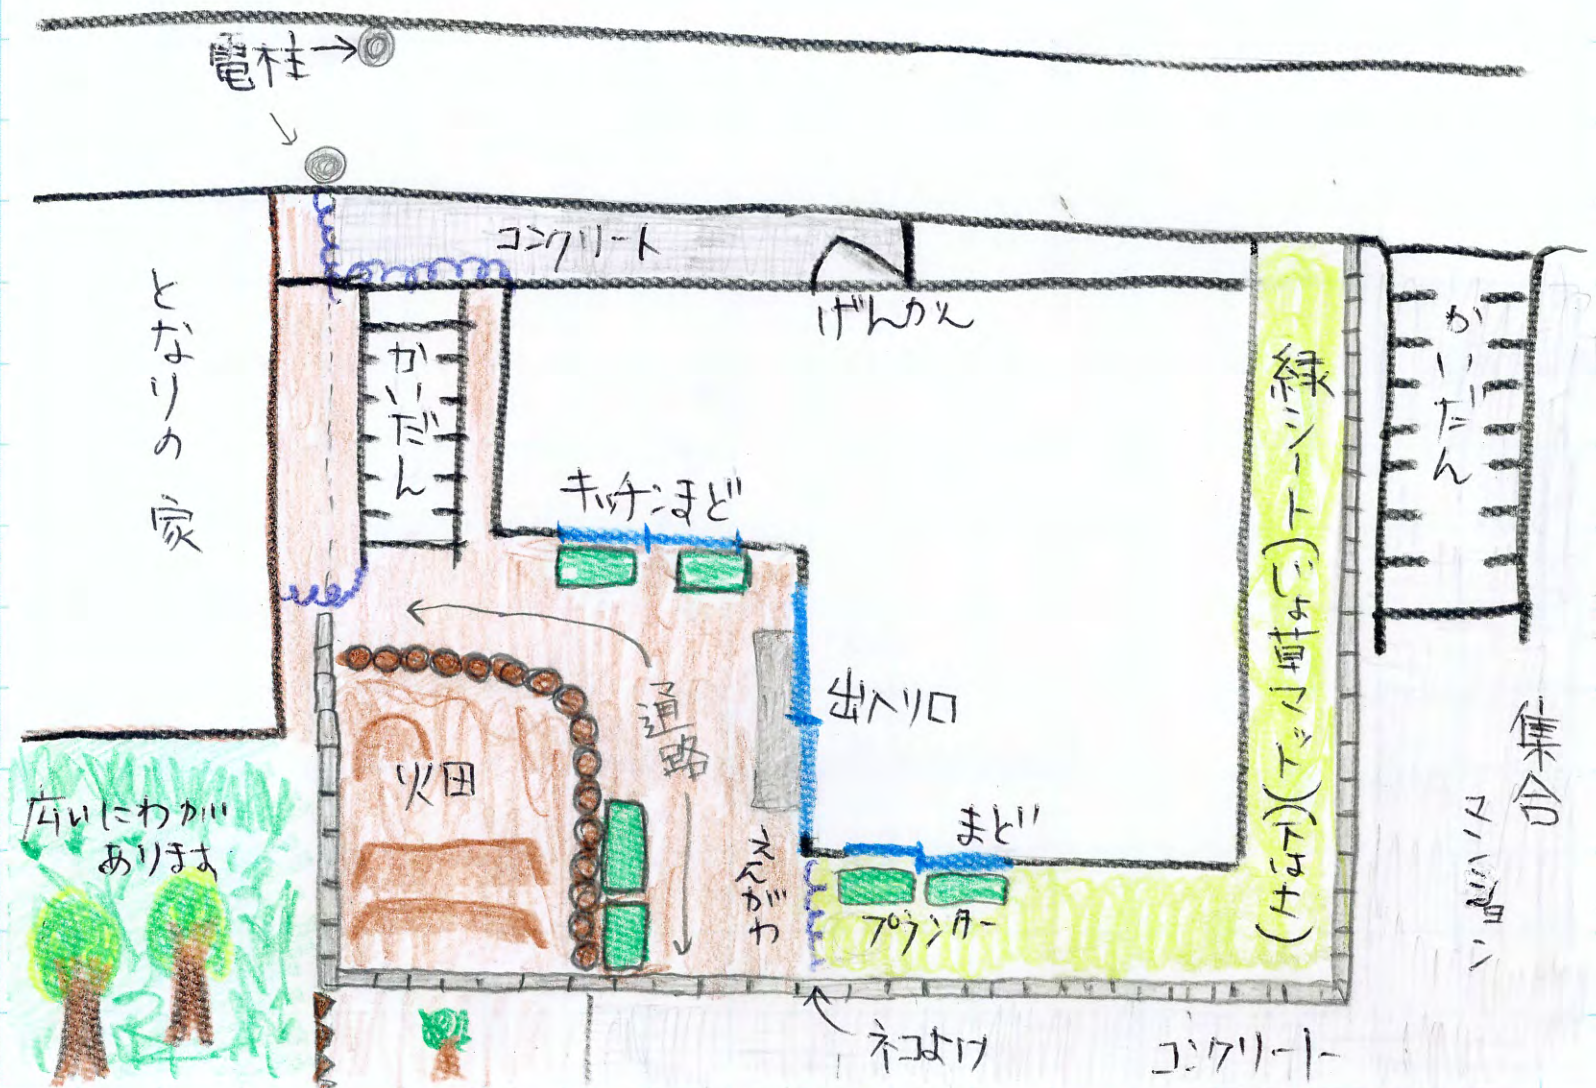 電柱→
コンクリート
げんかん
となりの家
かいだん
キッチンまど
緑シート(じょ草マット)(下は土)
かいだん
出入り口
通路
畑
広いにわが
あります
えんがわ
まど
プランター
集合
マンション
ネコよけ
コンクリート